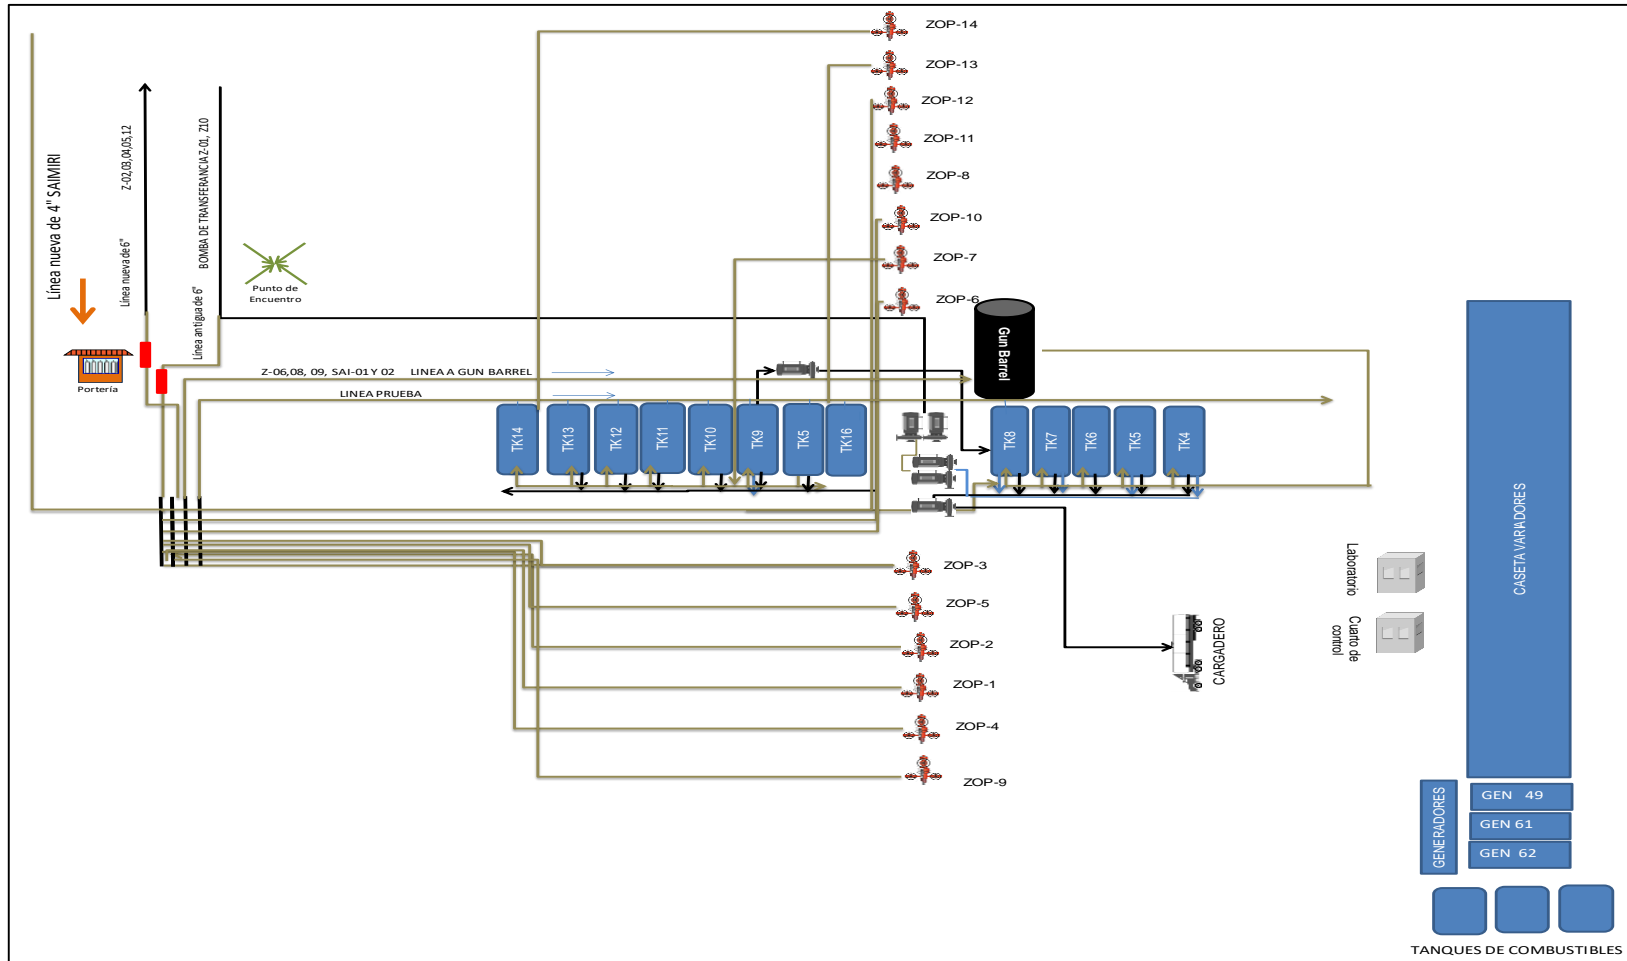 ZOP-14
ZOP-13
ZOP-12
ZOP-11
ZOP-8
ZOP-10
ZOP-7
ZOP-6
Línea nueva de 4" SAIMIRI
Línea nueva de 6"
Z-02,03,04,05,12
Línea antigua de 6"
BOMBA DE TRANSFERANCIA Z-01, Z10
Punto de
Encuentro
Portería
Z-06,08, 09, SAI-01 Y 02 LINEA A GUN BARREL
LINEA PRUEBA
Gun Barrel
TK14
TK13
TK12
TK11
TK10
TK9
TK5
TK16
TK8
TK7
TK6
TK5
TK4
ZOP-3
ZOP-5
ZOP-2
ZOP-1
ZOP-4
ZOP-9
CARGADERO
Laboratorio
Cuarto de
control
CASETA VARIADORES
GENERADORES
GEN 49
GEN 61
GEN 62
TANQUES DE COMBUSTIBLES